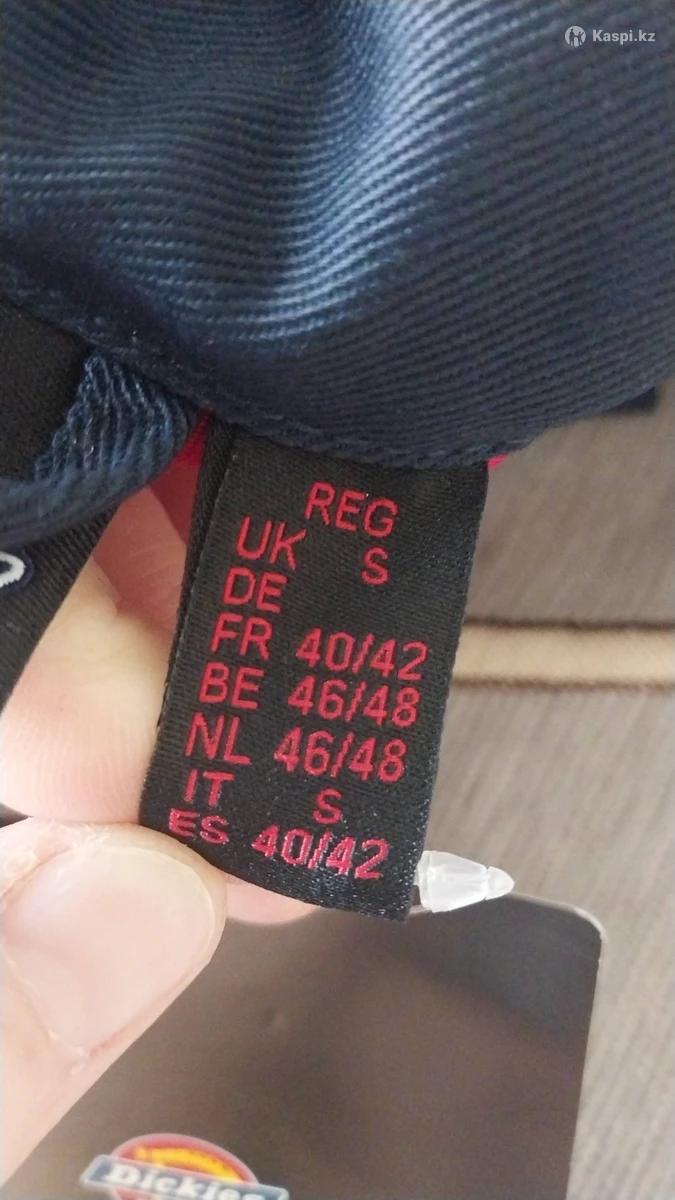 Kaspi.kz
REG
UK S
DE
FR 40/42
BE 46/48
NL 46/48
IT S
ES 40/42
Dickies